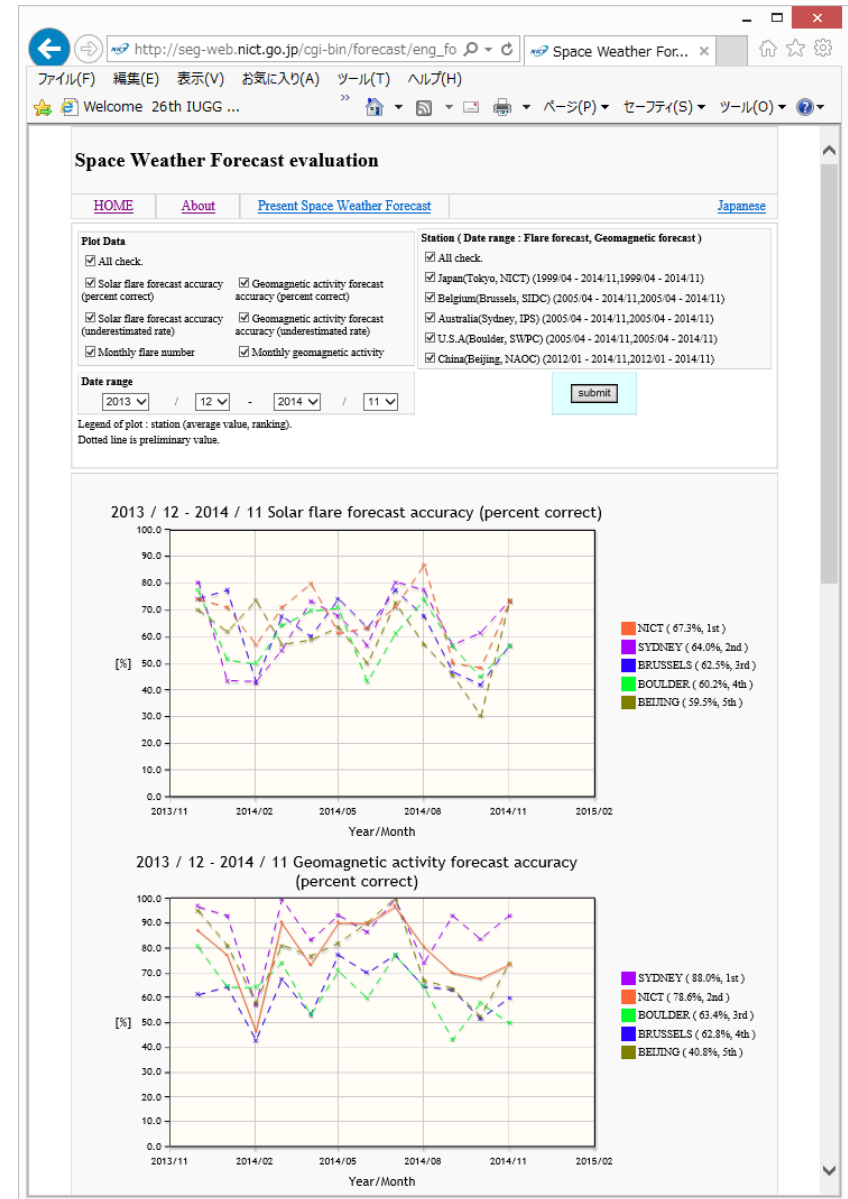 http://seg-web.nict.go.jp/cgi-bin/forecast/eng_fo
Space Weather For...
ファイル(F) 編集(E) 表示(V) お気に入り(A) ツール(T) ヘルプ(H)
Welcome 26th IUGG ...
ページ(P) セーフティ(S) ツール(O)
Space Weather Forecast evaluation
HOME About Present Space Weather Forecast Japanese
Plot Data
All check.
Solar flare forecast accuracy (percent correct)
Geomagnetic activity forecast accuracy (percent correct)
Solar flare forecast accuracy (underestimated rate)
Geomagnetic activity forecast accuracy (underestimated rate)
Monthly flare number
Monthly geomagnetic activity
Station ( Date range : Flare forecast, Geomagnetic forecast )
All check.
Japan(Tokyo, NICT) (1999/04 - 2014/11,1999/04 - 2014/11)
Belgium(Brussels, SIDC) (2005/04 - 2014/11,2005/04 - 2014/11)
Australia(Sydney, IPS) (2005/04 - 2014/11,2005/04 - 2014/11)
U.S.A(Boulder, SWPC) (2005/04 - 2014/11,2005/04 - 2014/11)
China(Beijing, NAOC) (2012/01 - 2014/11,2012/01 - 2014/11)
Date range
2013 / 12 - 2014 / 11
submit
Legend of plot : station (average value, ranking).
Dotted line is preliminary value.
2013 / 12 - 2014 / 11 Solar flare forecast accuracy (percent correct)
100.0
90.0
80.0
70.0
60.0
[%] 50.0
40.0
30.0
20.0
10.0
0.0
2013/11 2014/02 2014/05 2014/08 2014/11 2015/02
Year/Month
NICT ( 67.3%, 1st )
SYDNEY ( 64.0%, 2nd )
BRUSSELS ( 62.5%, 3rd )
BOULDER ( 60.2%, 4th )
BEIJING ( 59.5%, 5th )
2013 / 12 - 2014 / 11 Geomagnetic activity forecast accuracy
(percent correct)
100.0
90.0
80.0
70.0
60.0
[%] 50.0
40.0
30.0
20.0
10.0
0.0
2013/11 2014/02 2014/05 2014/08 2014/11 2015/02
Year/Month
SYDNEY ( 88.0%, 1st )
NICT ( 78.6%, 2nd )
BOULDER ( 63.4%, 3rd )
BRUSSELS ( 62.8%, 4th )
BEIJING ( 40.8%, 5th )